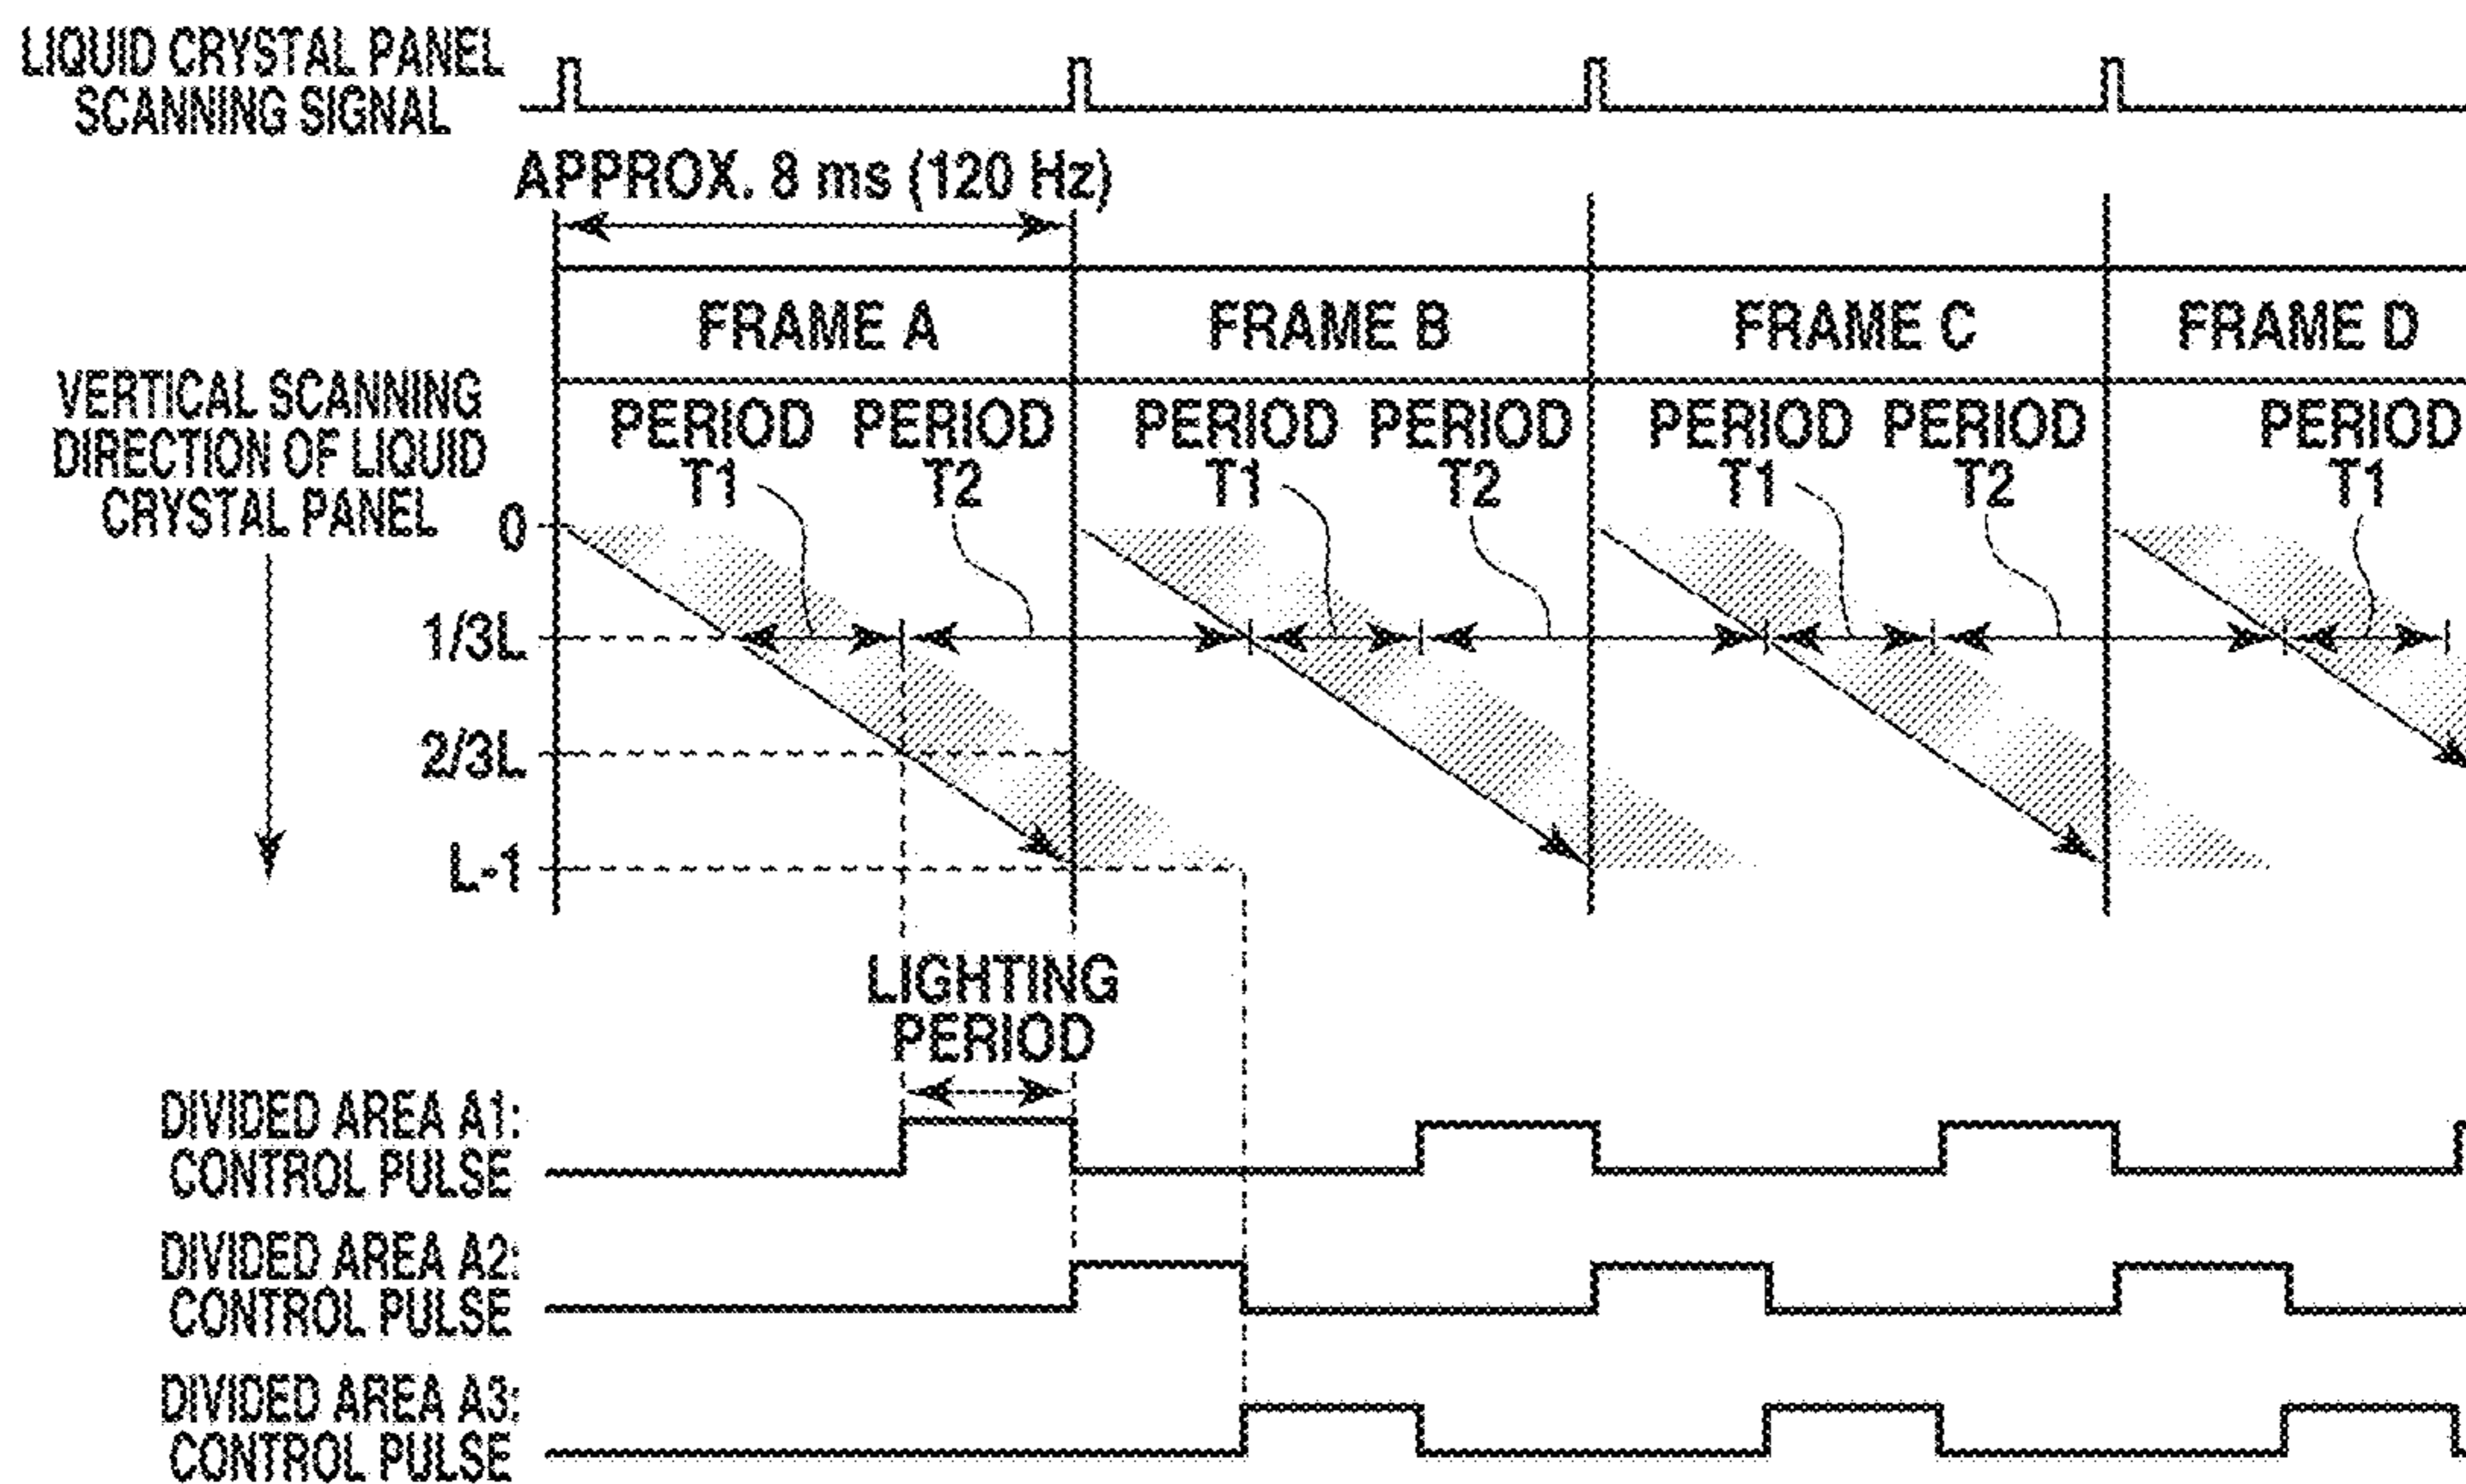 LIQUID CRYSTAL PANEL
SCANNING SIGNAL
APPROX. 8 ms (120 Hz)
FRAME A
FRAME B
FRAME C
FRAME D
VERTICAL SCANNING
DIRECTION OF LIQUID
CRYSTAL PANEL
PERIOD
T1
PERIOD
T2
PERIOD
T1
PERIOD
T2
PERIOD
T1
PERIOD
T2
PERIOD
T1
0
1/3L
2/3L
L-1
LIGHTING
PERIOD
DIVIDED AREA A1:
CONTROL PULSE
DIVIDED AREA A2:
CONTROL PULSE
DIVIDED AREA A3:
CONTROL PULSE